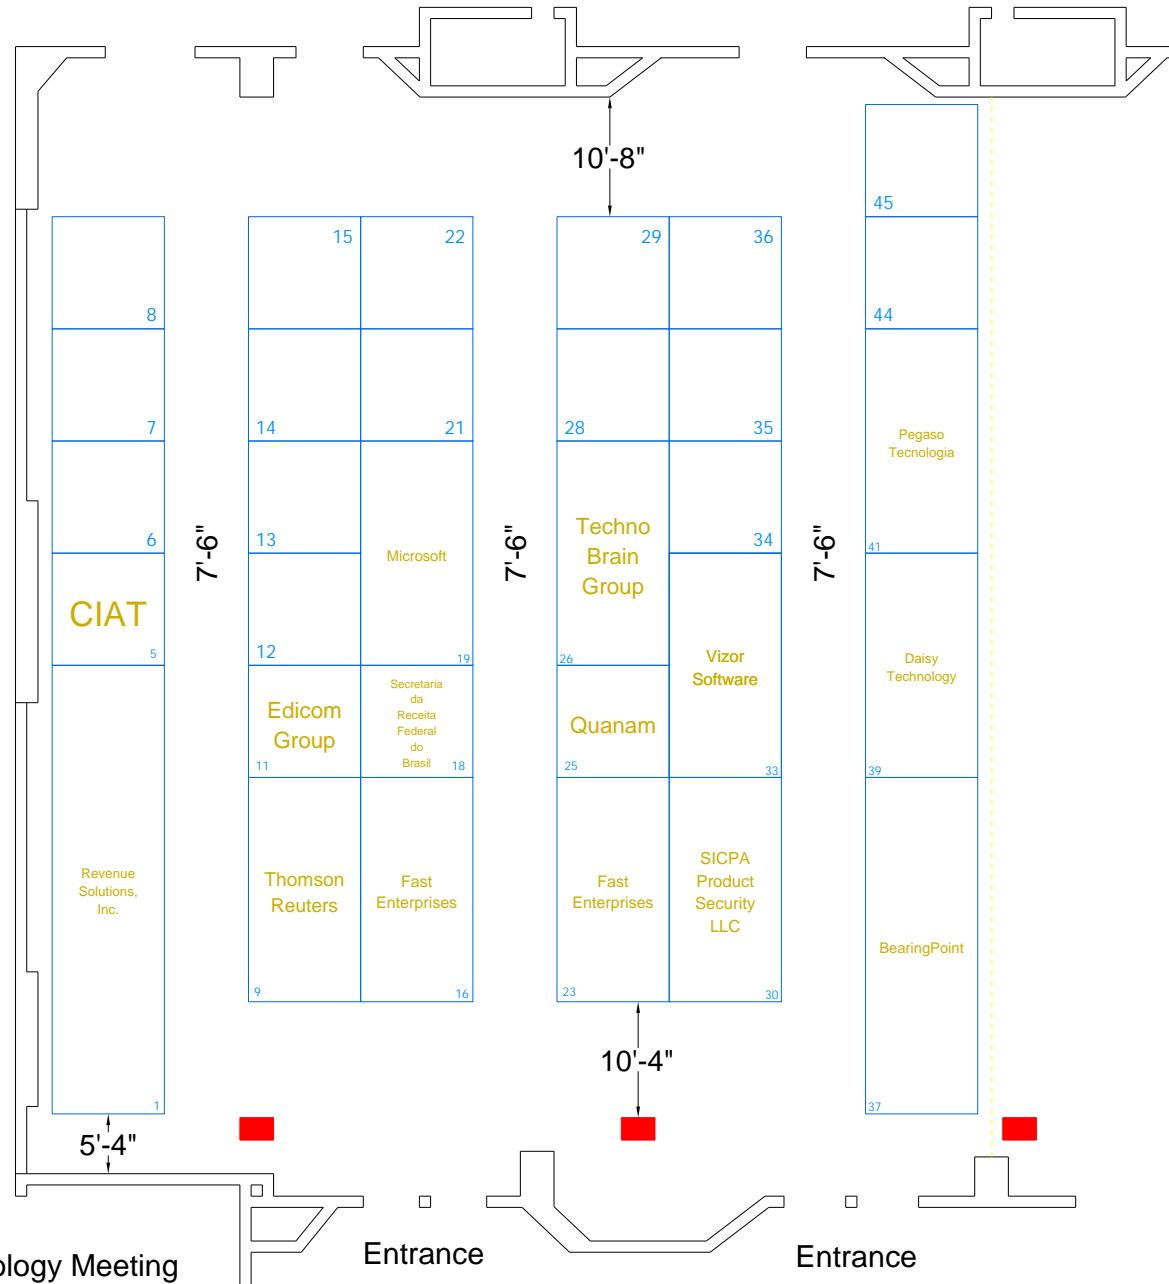 10'-8"
45
15
22
29
36
8
44
7
14
21
28
35
Pegaso
Tecnologia
6
13
7'-6"
Microsoft
7'-6"
Techno
Brain
Group
34
7'-6"
41
CIAT
5
12
19
26
Vizor
Software
Daisy
Technology
Edicom
Group
11
Secretaria
da
Receita
Federal
do
Brasil
18
Quanam
25
33
39
Revenue
Solutions,
Inc.
Thomson
Reuters
Fast
Enterprises
Fast
Enterprises
SICPA
Product
Security
LLC
BearingPoint
9
16
23
30
10'-4"
1
37
5'-4"
ology Meeting
Entrance
Entrance